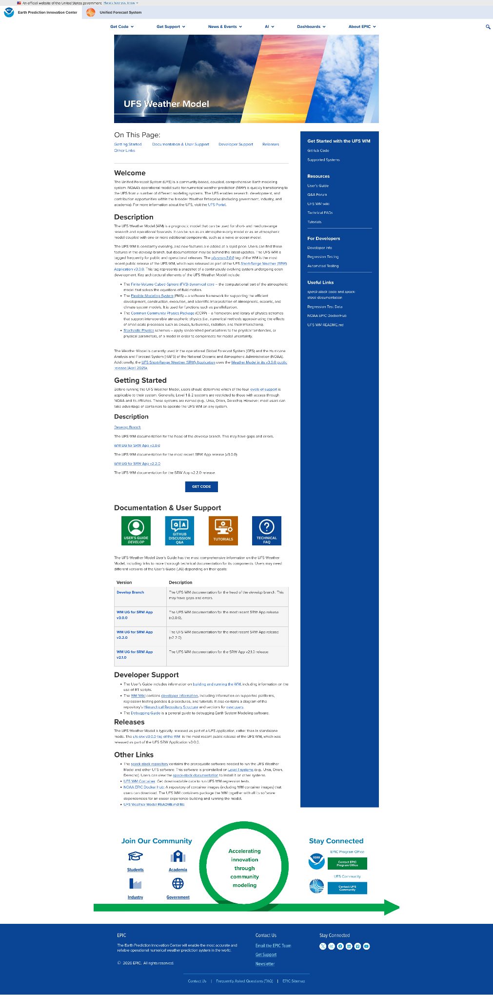 An official website of the United States government Here's how you know
NOAA
Earth Prediction Innovation Center
Unified Forecast System
Get Code
Get Support
News & Events
AI
Dashboards
About EPIC
UFS Weather Model
On This Page:
Getting Started
Documentation & User Support
Developer Support
Releases
Other Links
Welcome
The Unified Forecast System (UFS) is a community-based, coupled, comprehensive Earth modeling
system. NOAA's operational model suite for numerical weather prediction (NWP) is quickly transitioning to
the UFS from a number of different modeling systems. The UFS enables research, development, and
contribution opportunities within the broader Weather Enterprise (including government, industry, and
academia). For more information about the UFS, visit the UFS Portal.
Description
The UFS Weather Model (WM) is a prognostic model that can be used for short- and medium-range
research and operational forecasts. It can be run as an atmosphere-only model or as an atmospheric
model coupled with one or more additional components, such as a wave or ocean model.
The UFS WM is constantly evolving, and new features are added at a rapid pace. Users can find those
features in the develop branch, but documentation may be behind the latest updates. The UFS WM is
tagged frequently for public and operational releases. The ufs-srw-v3.0.0 tag of the WM is the most
recent public release of the UFS WM, which was released as part of the UFS Short-Range Weather (SRW)
Application v3.0.0. This tag represents a snapshot of a continuously evolving system undergoing open
development. Key architectural elements of the UFS Weather Model include:
• The Finite-Volume Cubed-Sphere (FV3) dynamical core – the computational part of the atmospheric
model that solves the equations of fluid motion.
• The Flexible Modeling System (FMS) – a software framework for supporting the efficient
development, construction, execution, and scientific interpretation of atmospheric, oceanic, and
climate system models. It is used for functions such as parallelization.
• The Common Community Physics Package (CCPP) – a framework and library of physics schemes
that support interoperable atmospheric physics (i.e., numerical methods approximating the effects
of small-scale processes such as clouds, turbulence, radiation, and their interactions).
• Stochastic Physics schemes – apply randomized perturbations to the physical tendencies, or
physical parameters, of a model in order to compensate for model uncertainty.
The Weather Model is currently used in the operational Global Forecast System (GFS) and the Hurricane
Analysis and Forecast System (HAFS) of the National Oceanic and Atmospheric Administration (NOAA).
Additionally, the UFS Short-Range Weather (SRW) Application uses the Weather Model in its v3.0.0 public
release (April 2025).
Getting Started
Before running the UFS Weather Model, users should determine which of the four levels of support is
applicable to their system. Generally, Level 1 & 2 systems are restricted to those with access through
NOAA and its affiliates. These systems are named (e.g., Ursa, Orion, Derecho). However, most users can
take advantage of containers to operate the UFS WM on any system.
Description
Develop Branch
The UFS WM documentation for the head of the develop branch. This may have gaps and errors.
WM UG for SRW App v3.0.0
The UFS WM documentation for the most recent SRW App release (v3.0.0)
WM UG for SRW App v2.2.0
The UFS WM documentation for the SRW App v2.2.0 release.
GET CODE
Documentation & User Support
USER'S GUIDE
DEVELOP
Q A
GITHUB
DISCUSSION
Q&A
TUTORIALS
?
TECHNICAL
FAQ
The UFS Weather Model User's Guide has the most comprehensive information on the UFS Weather
Model, including links to more thorough technical documentation for its components. Users may need
different versions of the User's Guide (UG) depending on their goals:
Version Description
Develop Branch The UFS WM documentation for the head of the develop branch. This
may have gaps and errors.
WM UG for SRW App The UFS WM documentation for the most recent SRW App release
v3.0.0 (v3.0.0).
WM UG for SRW App The UFS WM documentation for the most recent SRW App release
v2.2.0 (v2.2.0).
WM UG for SRW App The UFS WM documentation for the SRW App v2.1.0 release.
v2.1.0
Developer Support
• The User's Guide includes information on building and running the WM, including information on the
use of RT scripts.
• The WM Wiki contains developer information, including information on supported platforms,
regression testing policies & procedures, and tutorials. It also contains a diagram of the
repository's Hierarchical Repository Structure and sections for new users.
• The Debugging Guide is a general guide to debugging Earth System Modeling software.
Releases
The UFS Weather Model is typically released as part of a UFS application, rather than in standalone
mode. The ufs-srw-v3.0.0 tag of the WM is the most recent public release of the UFS WM, which was
released as part of the UFS SRW Application v3.0.0.
Other Links
• The spack-stack repository contains the prerequisite software needed to run the UFS Weather
Model and other UFS software. This software is preinstalled on Level 1 systems (e.g., Ursa, Orion,
Derecho). Users can view the spack-stack documentation to install it on other systems.
• UFS WM Container: Get downloadable data to run UFS WM regression tests.
• NOAA EPIC Docker Hub: A repository of container images (including WM container images) that
users can download. The UFS WM containers package the WM together with all its software
dependencies for an easier experience building and running the model.
• UFS Weather Model README.md file
Get Started with the UFS WM
GitHub Code
Supported Systems
Resources
User's Guide
Q&A Forum
UFS WM wiki
Technical FAQs
Tutorials
For Developers
Developer Info
Regression Testing
Automated Testing
Useful Links
spack-stack code and spack-
stack documentation
Regression Test Data
NOAA EPIC DockerHub
UFS WM README.md
Join Our Community
Students
Academia
Industry
Government
Accelerating
innovation
through
community
modeling
Stay Connected
EPIC Program Office
NOAA
Contact EPIC
Program Office
UFS Community
Contact UFS
Community
EPIC
The Earth Prediction Innovation Center will enable the most accurate and
reliable operational numerical weather prediction system in the world.
© 2026 EPIC. All rights reserved.
Contact Us
Email the EPIC Team
Get Support
Newsletter
Stay Connected
Contact Us | Frequently Asked Questions (FAQ) | EPIC Sitemap